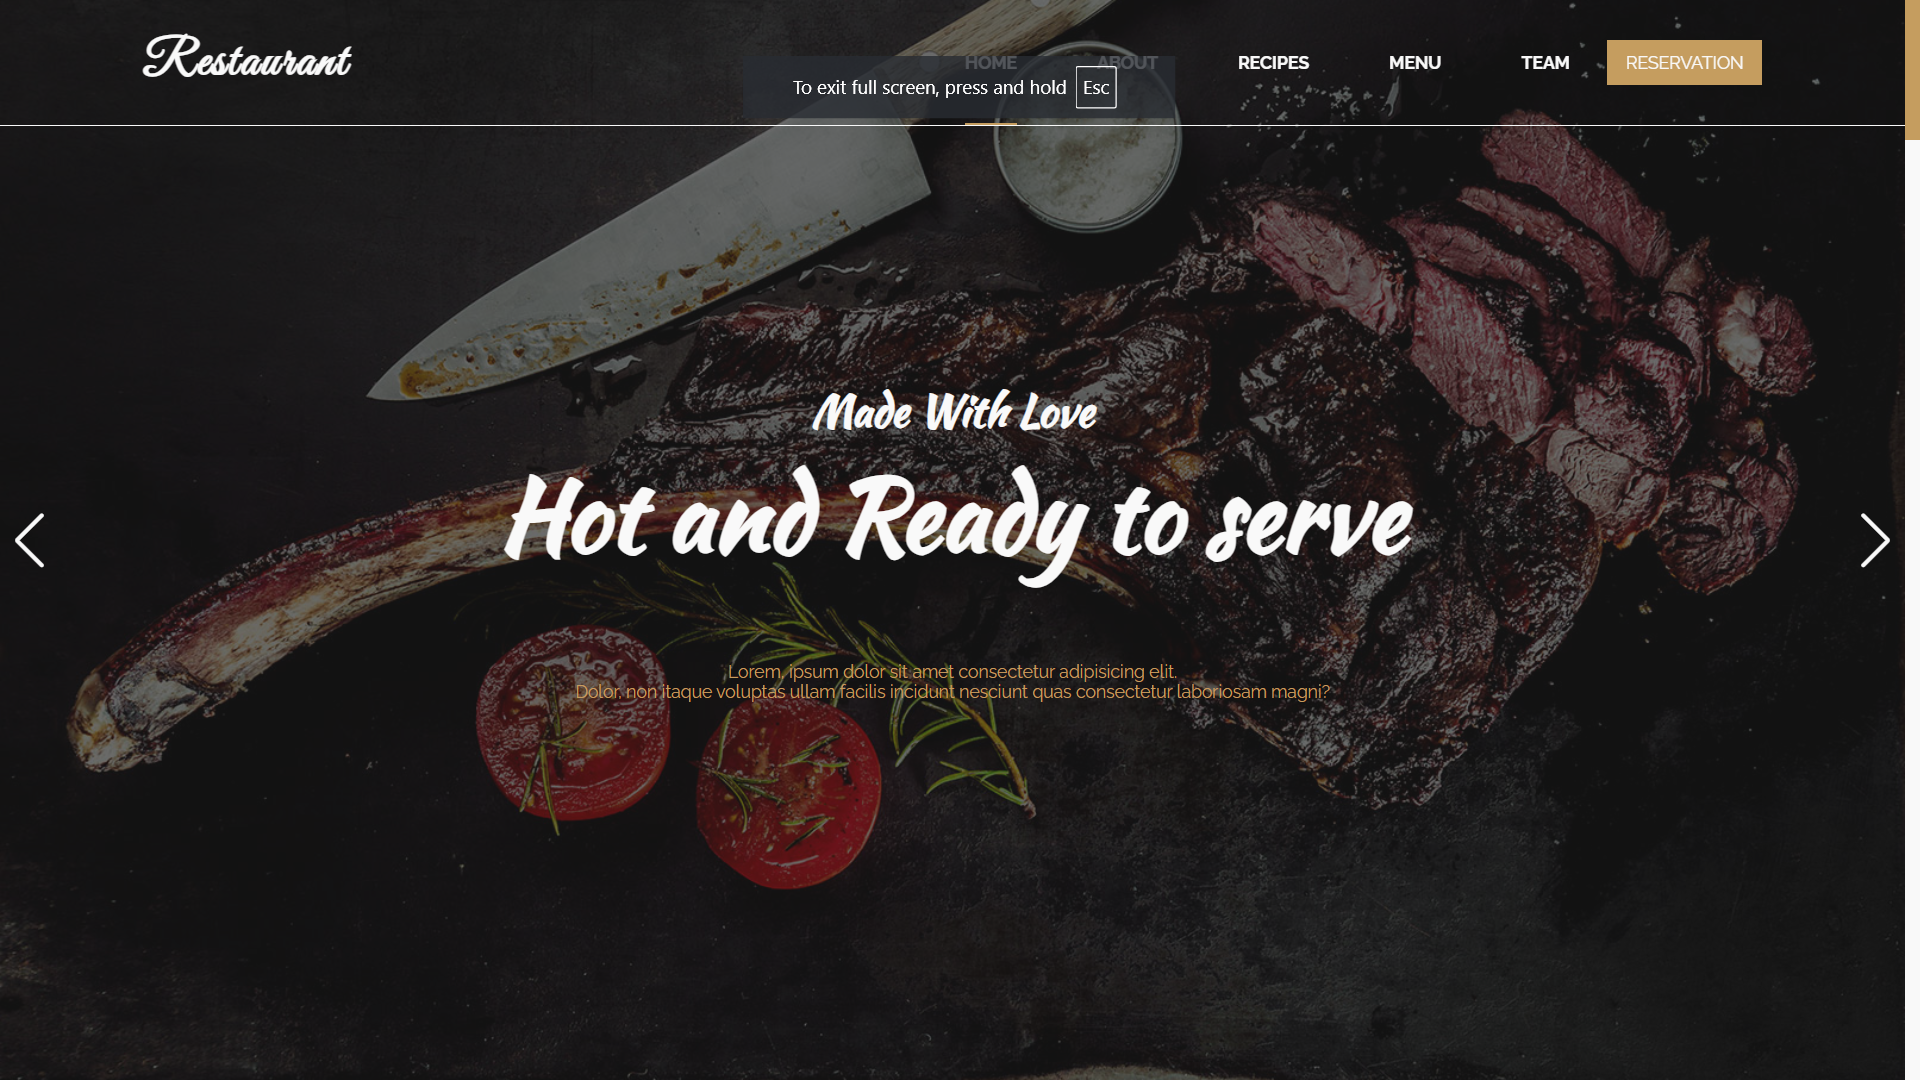 Restaurant
HOME
ABOUT
RECIPES
MENU
TEAM
RESERVATION
To exit full screen, press and hold Esc
Made With Love
Hot and Ready to serve
Lorem, ipsum dolor sit amet consectetur adipisicing elit.
Dolor, non itaque voluptas ullam facilis incidunt nesciunt quas consectetur laboriosam magni?